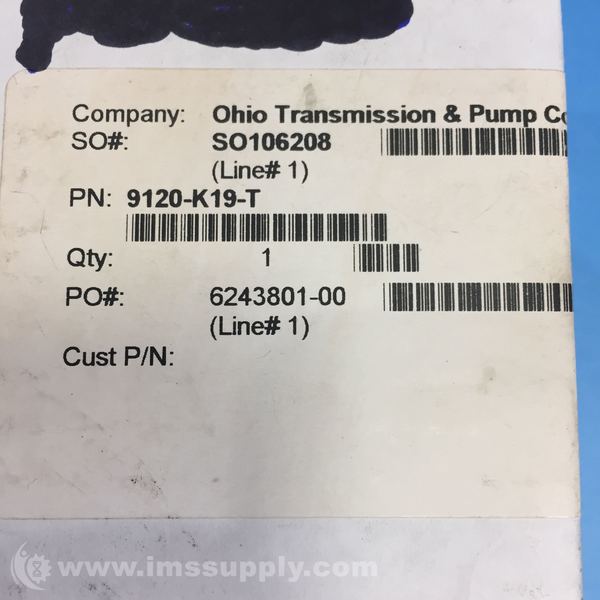 Company: Ohio Transmission & Pump
SO#: SO106208
(Line# 1)
PN: 9120-K19-T
Qty: 1
PO#: 6243801-00
(Line# 1)
Cust P/N:
www.imssupply.com